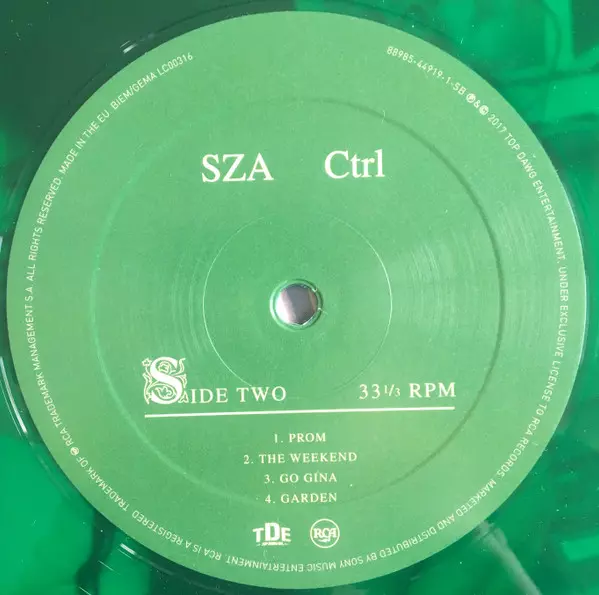 SZA Ctrl
SIDE TWO 33 1/3 RPM
1. PROM
2. THE WEEKEND
3. GO GINA
4. GARDEN
TDE RCA
88985-44919-1-SB ℗ & © 2017 TOP DAWG ENTERTAINMENT, UNDER EXCLUSIVE LICENSE TO RCA RECORDS. MARKETED AND DISTRIBUTED BY SONY MUSIC ENTERTAINMENT. RCA IS A REGISTERED TRADEMARK OF RCA TRADEMARK MANAGEMENT S.A. ALL RIGHTS RESERVED. MADE IN THE EU. BIEM/GEMA LC00316